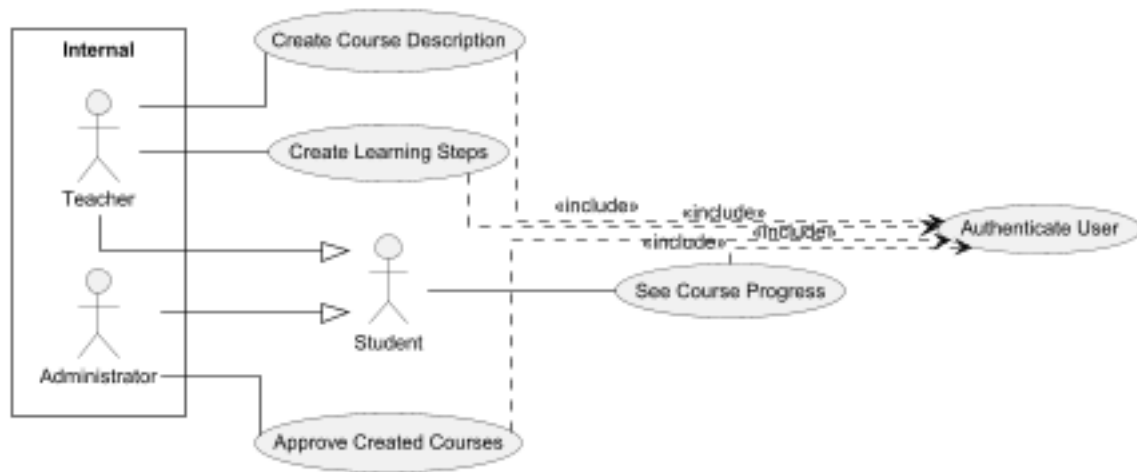 Create Course Description
Internal
Create Learning Steps
Teacher
«include»
«include»
«include»
«include»
Authenticate User
See Course Progress
Student
Administrator
Approve Created Courses